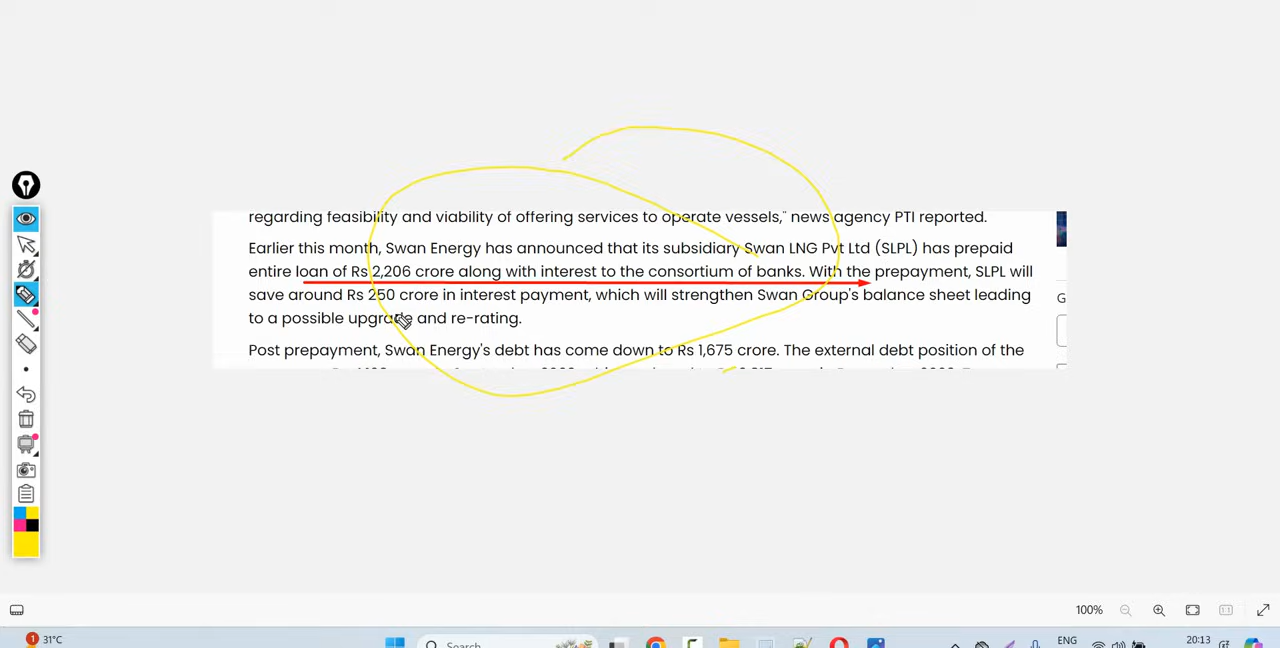 regarding feasibility and viability of offering services to operate vessels," news agency PTI reported.
Earlier this month, Swan Energy has announced that its subsidiary Swan LNG Pvt Ltd (SLPL) has prepaid
entire loan of Rs 2,206 crore along with interest to the consortium of banks. With the prepayment, SLPL will
save around Rs 250 crore in interest payment, which will strengthen Swan Group's balance sheet leading
G
to a possible upgrade and re-rating.
Post prepayment, Swan Energy's debt has come down to Rs 1,675 crore. The external debt position of the
100%
1
31°C
Search
ENG
20:13